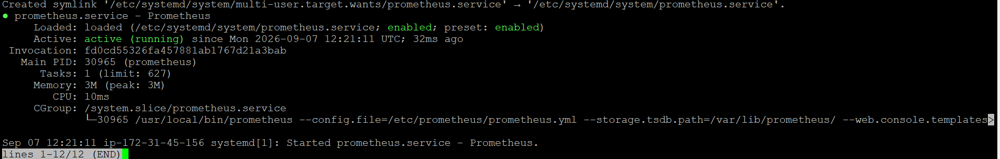 Created symlink '/etc/systemd/system/multi-user.target.wants/prometheus.service' → '/etc/systemd/system/prometheus.service'.
● prometheus.service - Prometheus
     Loaded: loaded (/etc/systemd/system/prometheus.service; enabled; preset: enabled)
     Active: active (running) since Mon 2026-09-07 12:21:11 UTC; 32ms ago
 Invocation: fd0cd55326fa457881ab1767d21a3bab
   Main PID: 30965 (prometheus)
      Tasks: 1 (limit: 627)
     Memory: 3M (peak: 3M)
        CPU: 10ms
     CGroup: /system.slice/prometheus.service
             └─30965 /usr/local/bin/prometheus --config.file=/etc/prometheus/prometheus.yml --storage.tsdb.path=/var/lib/prometheus/ --web.console.templates>
Sep 07 12:21:11 ip-172-31-45-156 systemd[1]: Started prometheus.service - Prometheus.
lines 1-12/12 (END)